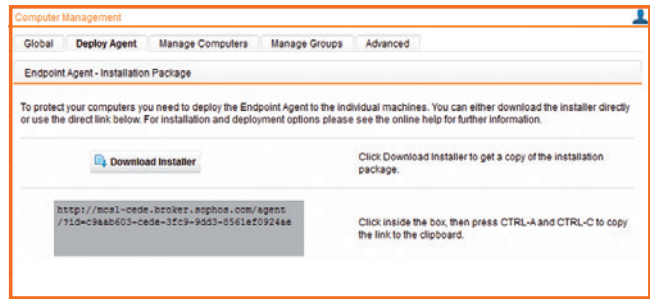 Computer Management
Global Deploy Agent Manage Computers Manage Groups Advanced
Endpoint Agent - Installation Package
To protect your computers you need to deploy the Endpoint Agent to the individual machines. You can either download the installer directly
or use the direct link below. For installation and deployment options please see the online help for further information.
Download Installer
Click Download Installer to get a copy of the installation
package.
http://mcs1-cede.broker.sophos.com/agent
/?id=c9aab603-cede-3fc9-9dd3-8561ef0924ae
Click inside the box, then press CTRL-A and CTRL-C to copy
the link to the clipboard.